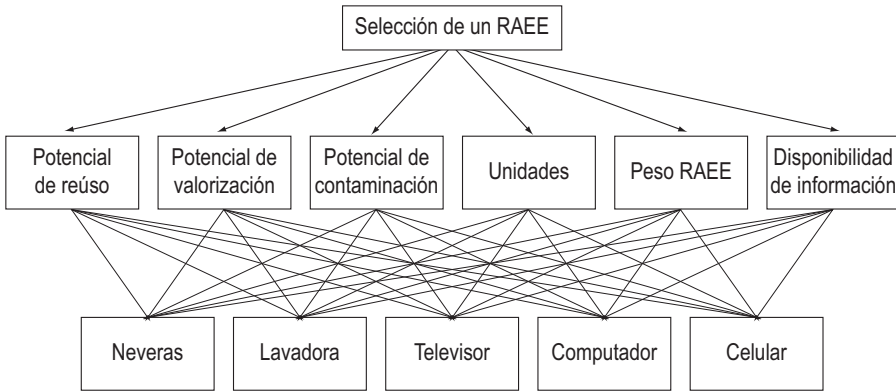 Selección de un RAEE
Potencial
de reúso
Potencial de
valorización
Potencial de
contaminación
Unidades
Peso RAEE
Disponibilidad
de información
Neveras
Lavadora
Televisor
Computador
Celular